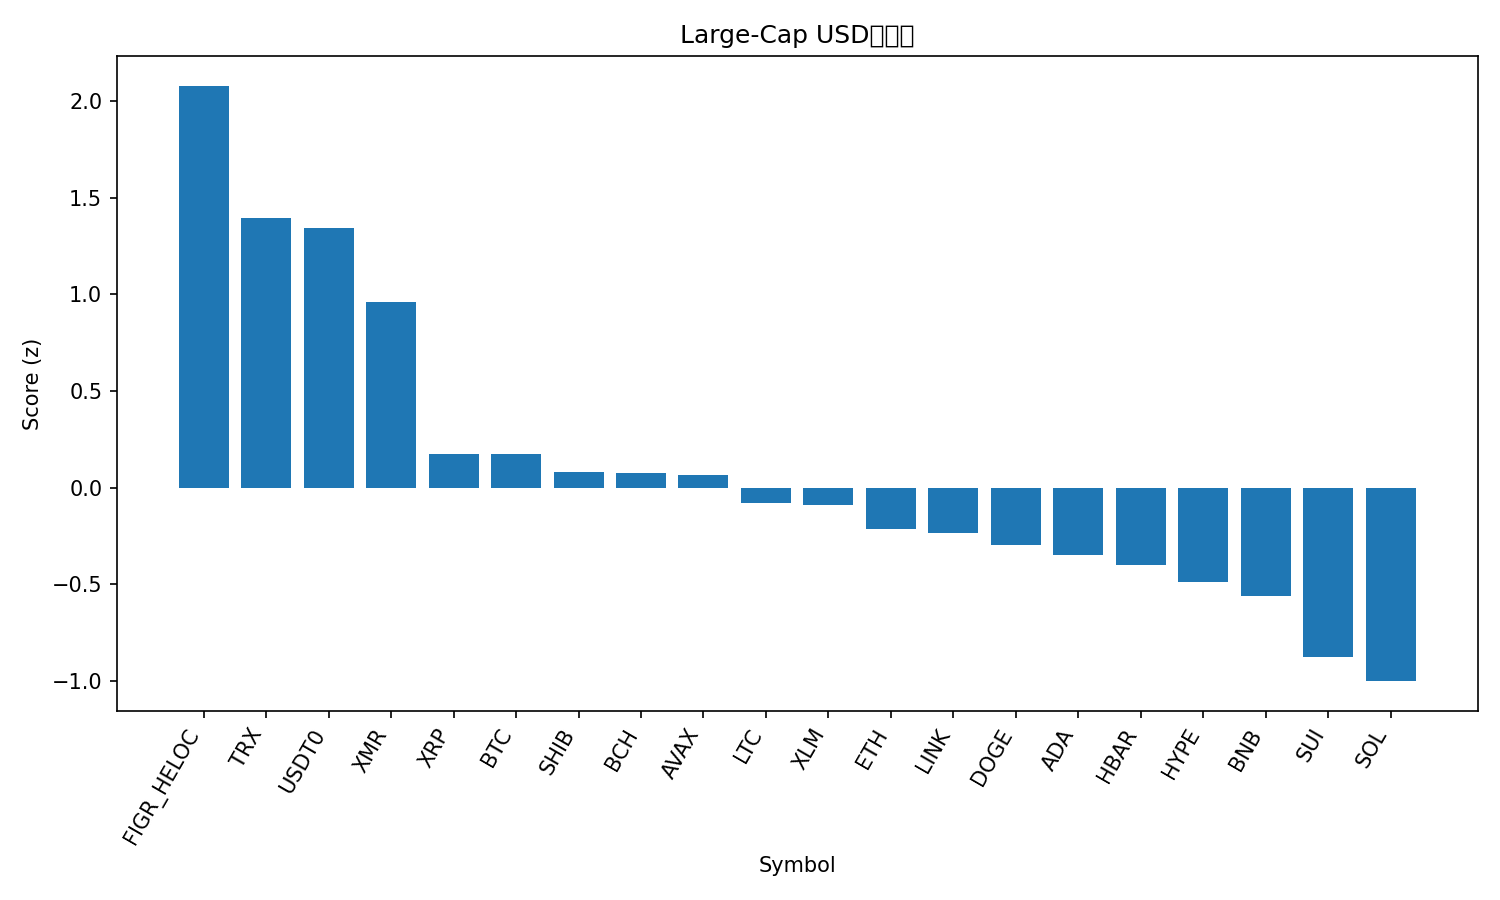 Large-Cap USD
2.0
1.5
1.0
0.5
0.0
−0.5
−1.0
Score (z)
FIGR_HELOC
TRX
USDT0
XMR
XRP
BTC
SHIB
BCH
AVAX
LTC
XLM
ETH
LINK
DOGE
ADA
HBAR
HYPE
BNB
SUI
SOL
Symbol